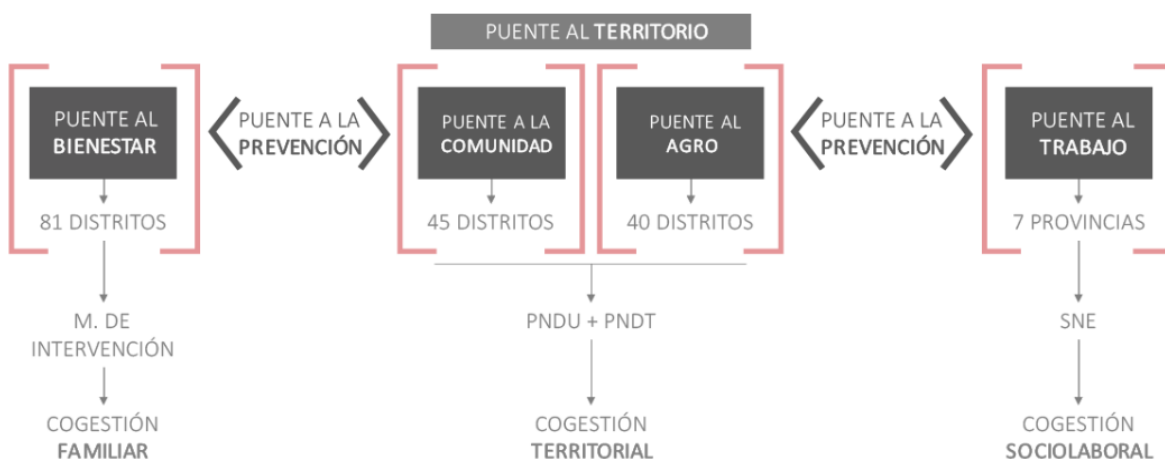 PUENTE AL TERRITORIO
PUENTE AL
BIENESTAR
81 DISTRITOS
M. DE
INTERVENCIÓN
COGESTIÓN
FAMILIAR
PUENTE A LA
PREVENCIÓN
PUENTE A LA
COMUNIDAD
45 DISTRITOS
PUENTE AL
AGRO
40 DISTRITOS
PNDU + PNDT
COGESTIÓN
TERRITORIAL
PUENTE A LA
PREVENCIÓN
PUENTE AL
TRABAJO
7 PROVINCIAS
SNE
COGESTIÓN
SOCIOLABORAL